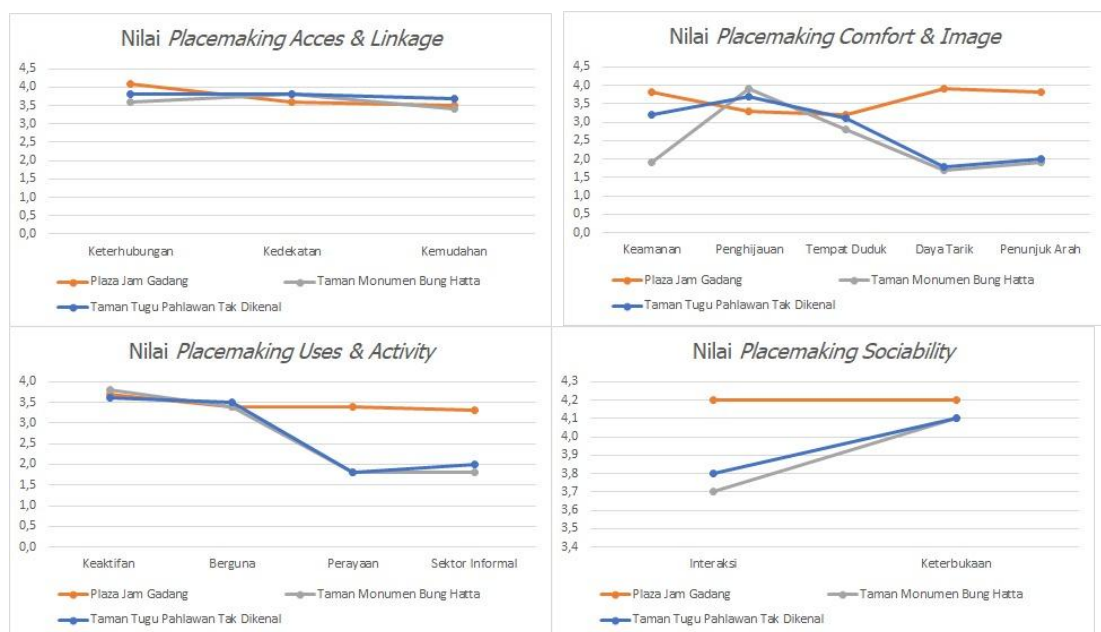 Nilai Placemaking Acces & Linkage
4,5
4,0
3,5
3,0
2,5
2,0
1,5
1,0
0,5
0,0
Keterhubungan Kedekatan Kemudahan
Plaza Jam Gadang Taman Monumen Bung Hatta
Taman Tugu Pahlawan Tak Dikenal
Nilai Placemaking Comfort & Image
4,5
4,0
3,5
3,0
2,5
2,0
1,5
1,0
0,5
0,0
Keamanan Penghijauan Tempat Duduk Daya Tarik Penunjuk Arah
Plaza Jam Gadang Taman Monumen Bung Hatta
Taman Tugu Pahlawan Tak Dikenal
Nilai Placemaking Uses & Activity
4,0
3,5
3,0
2,5
2,0
1,5
1,0
0,5
0,0
Keaktifan Berguna Perayaan Sektor Informal
Plaza Jam Gadang Taman Monumen Bung Hatta
Taman Tugu Pahlawan Tak Dikenal
Nilai Placemaking Sociability
4,3
4,2
4,1
4,0
3,9
3,8
3,7
3,6
3,5
3,4
Interaksi Keterbukaan
Plaza Jam Gadang Taman Monumen Bung Hatta
Taman Tugu Pahlawan Tak Dikenal